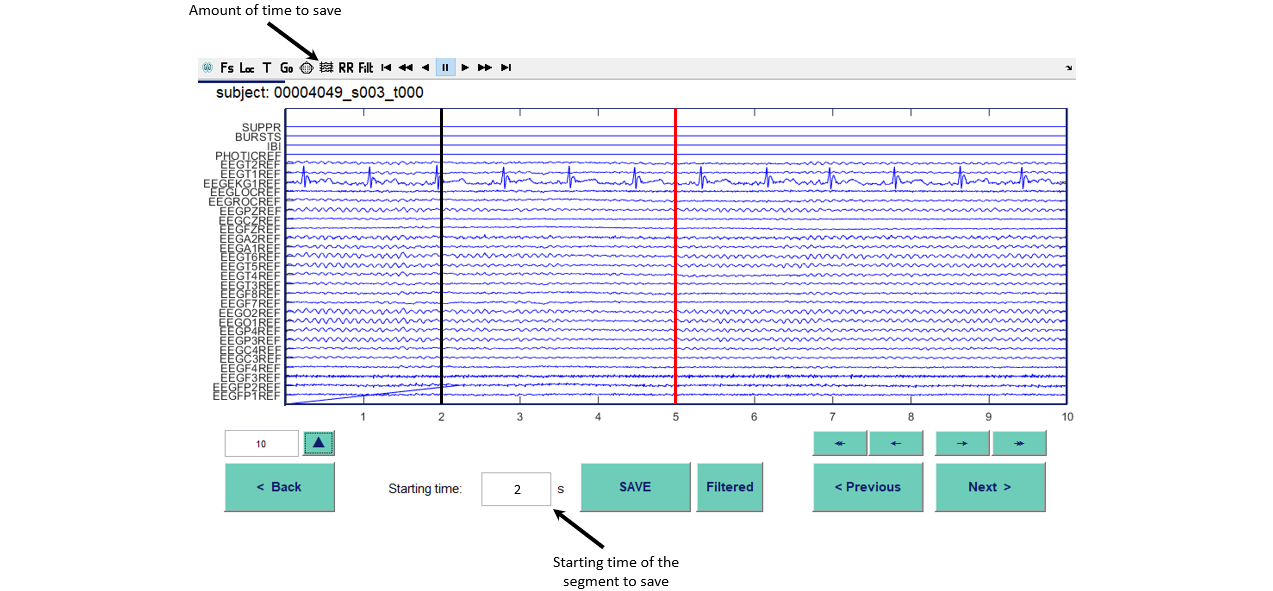 Amount of time to save
Fs Loc T Go RR Filt
subject: 00004049_s003_t000
SUPPR
BURSTS
IBI
PHOTICREF
EEGT2REF
EEGT1REF
EEGEKG1REF
EEGLOCREF
EEGROCREF
EEGPZREF
EEGCZREF
EEGFZREF
EEGA2REF
EEGA1REF
EEGT6REF
EEGT5REF
EEGT4REF
EEGT3REF
EEGF8REF
EEGF7REF
EEGO2REF
EEGO1REF
EEGP4REF
EEGP3REF
EEGC4REF
EEGC3REF
EEGF4REF
EEGF3REF
EEGFP2REF
EEGFP1REF
1 2 3 4 5 6 7 8 9 10
10
< Back Starting time: 2 s SAVE Filtered < Previous Next >
Starting time of the
segment to save